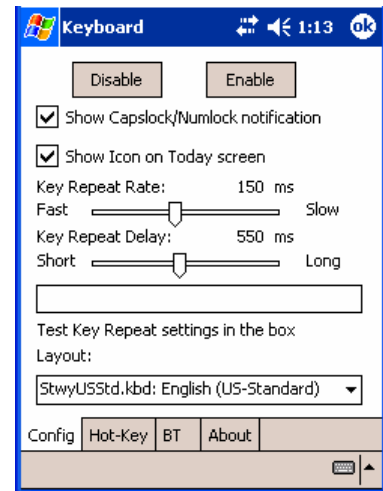 Keyboard 1:13 ok
Disable Enable
Show Capslock/Numlock notification
Show Icon on Today screen
Key Repeat Rate: 150 ms
Fast Slow
Key Repeat Delay: 550 ms
Short Long
Test Key Repeat settings in the box
Layout:
StwyUSStd.kbd: English (US-Standard)
Config Hot-Key BT About